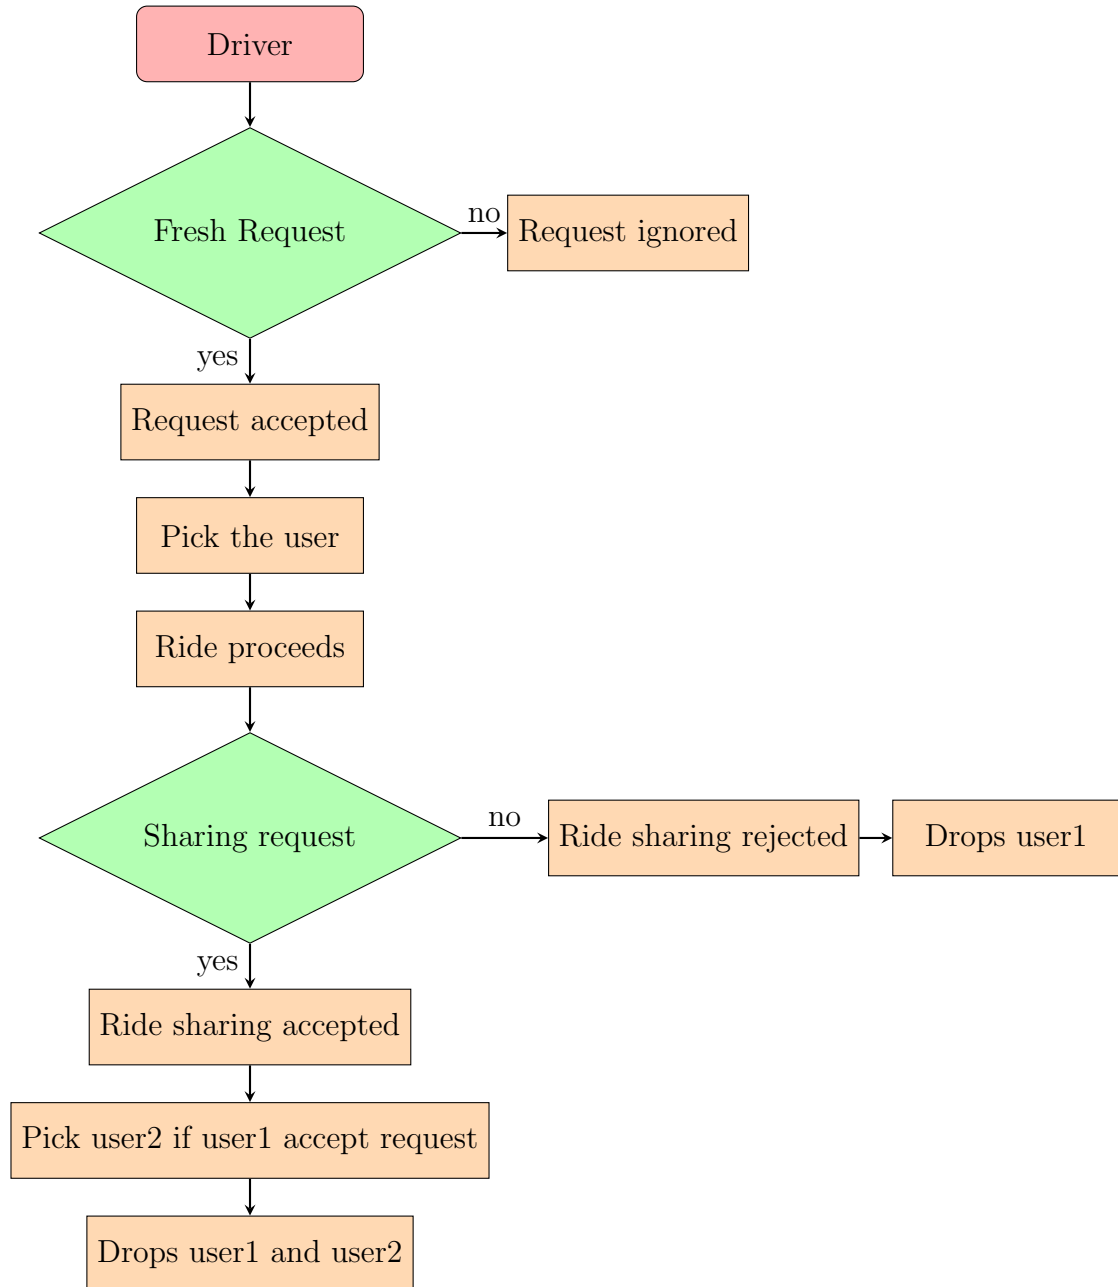 Driver
Fresh Request
no
Request ignored
yes
Request accepted
Pick the user
Ride proceeds
Sharing request
no
Ride sharing rejected
Drops user1
yes
Ride sharing accepted
Pick user2 if user1 accept request
Drops user1 and user2